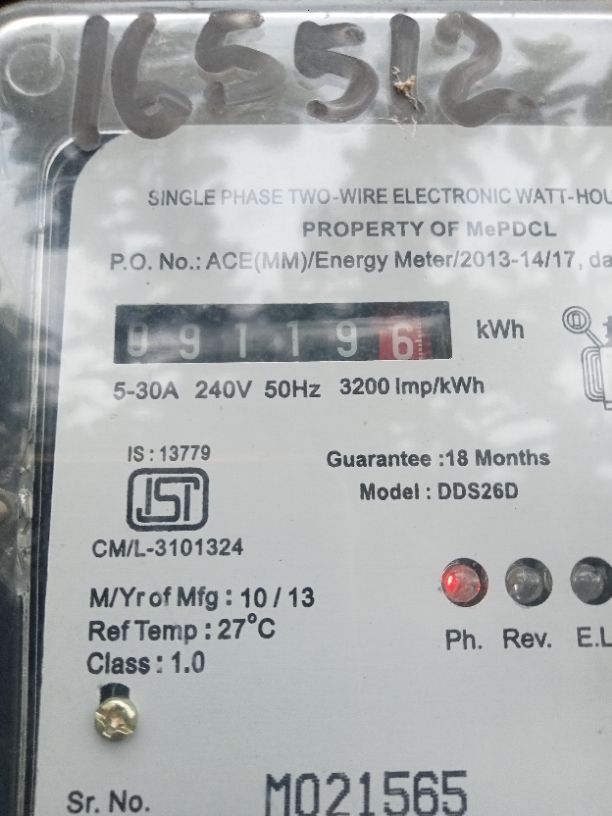 165512
SINGLE PHASE TWO-WIRE ELECTRONIC WATT-HOU
PROPERTY OF MePDCL
P.O. No.: ACE(MM)/Energy Meter/2013-14/17, da
091196 kWh
5-30A 240V 50Hz 3200 Imp/kWh
IS : 13779
Guarantee :18 Months
ISI
Model : DDS26D
CM/L-3101324
M/Yr of Mfg : 10 / 13
Ref Temp : 27°C
Ph. Rev. E.L
Class : 1.0
Sr. No. M021565